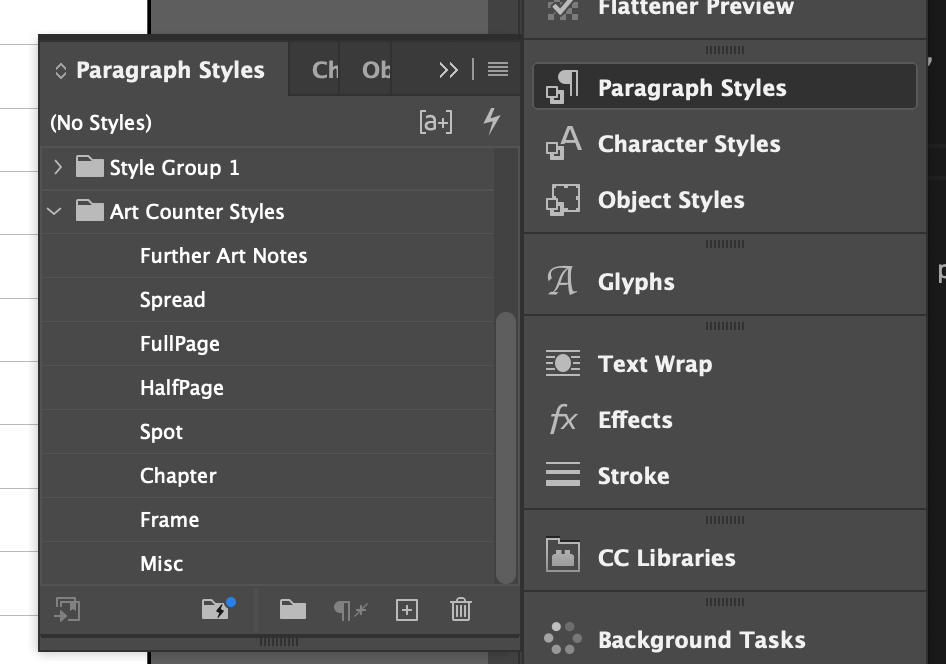 Paragraph Styles
Ch
Ob
(No Styles)
[a+]
Style Group 1
Art Counter Styles
Further Art Notes
Spread
FullPage
HalfPage
Spot
Chapter
Frame
Misc
Flattener Preview
Paragraph Styles
Character Styles
Object Styles
Glyphs
Text Wrap
fx Effects
Stroke
CC Libraries
Background Tasks